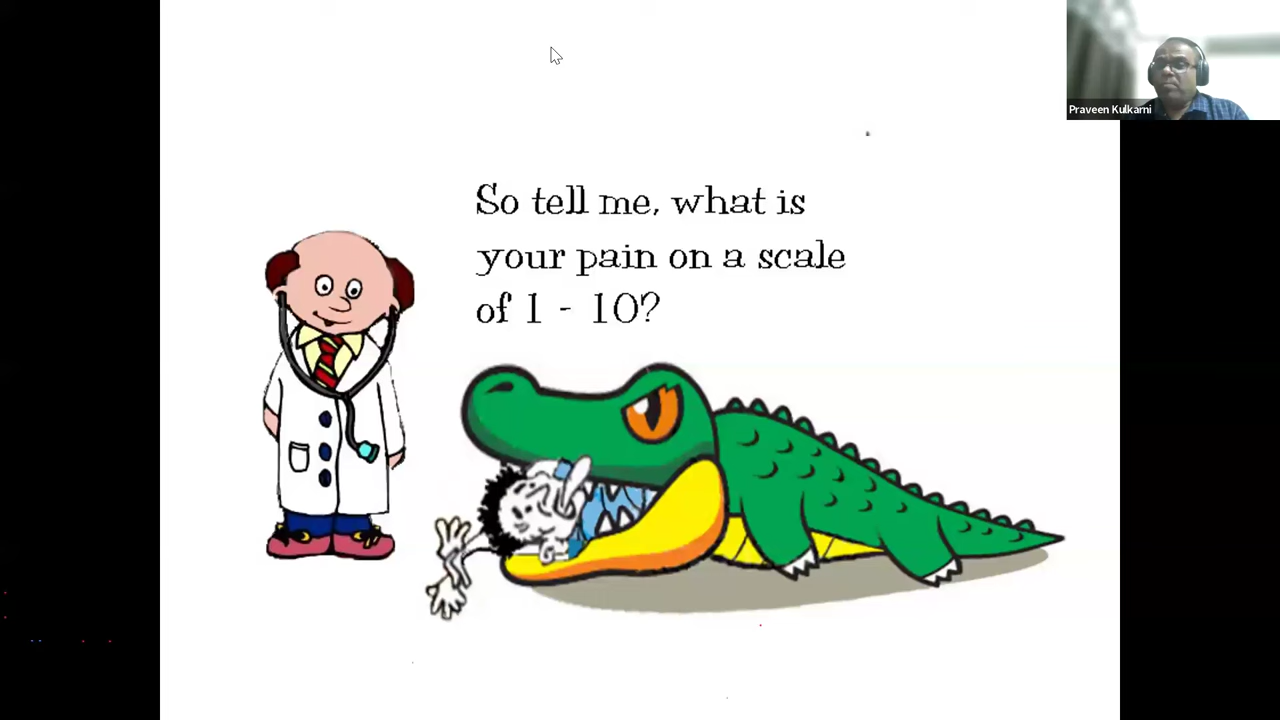 Praveen Kulkarni
So tell me, what is
your pain on a scale
of 1 - 10?